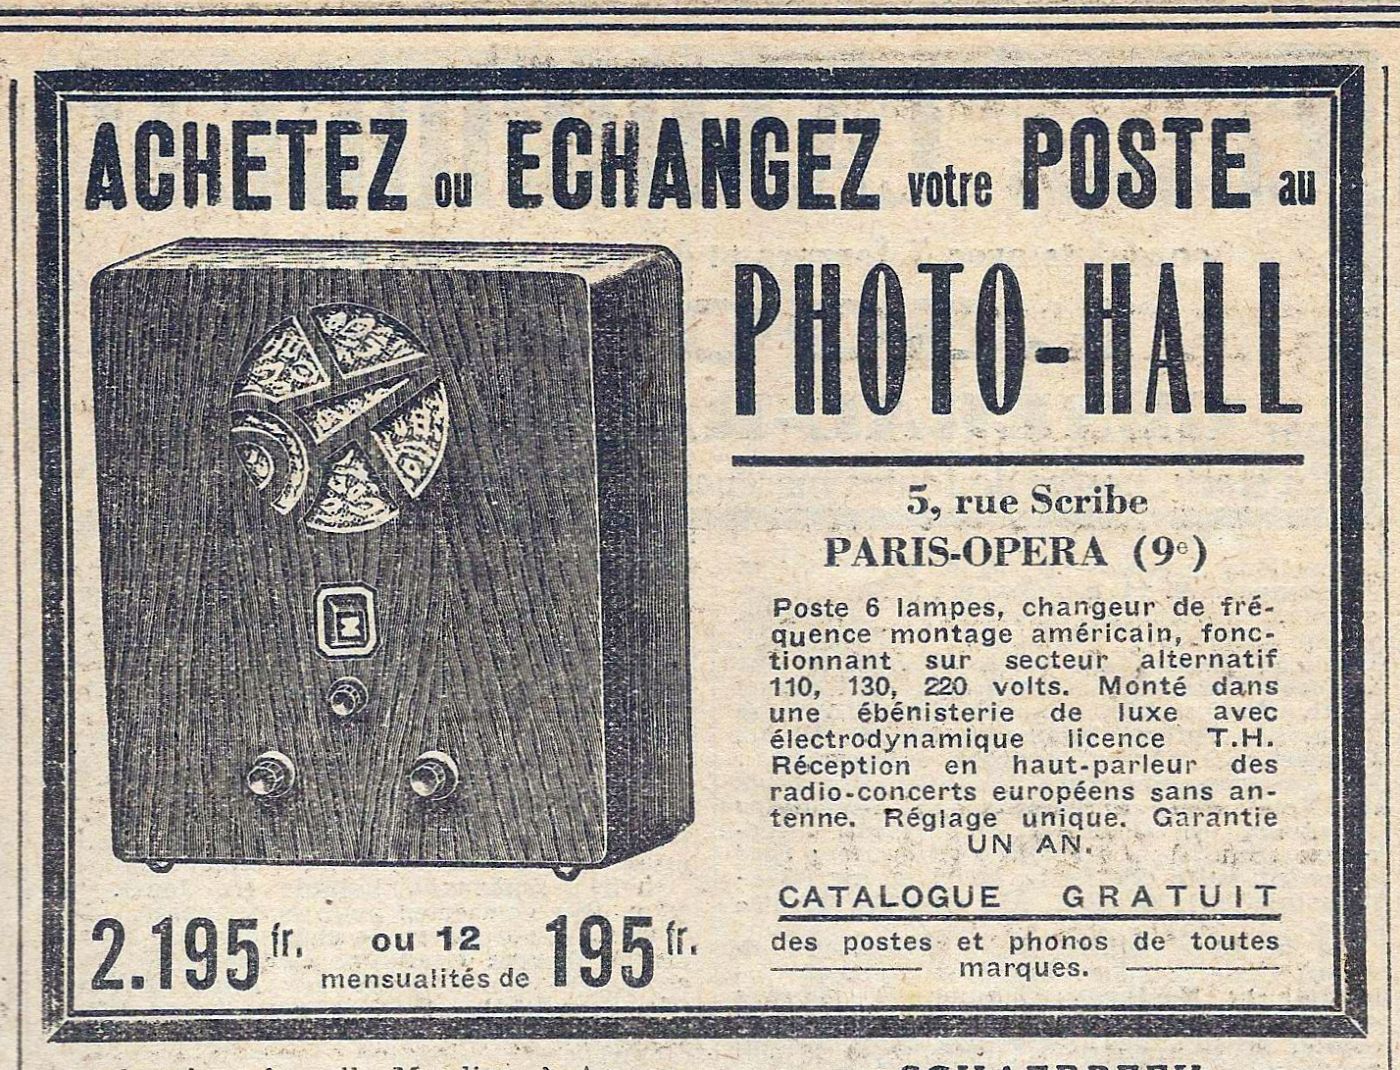 ACHETEZ ou ECHANGEZ votre POSTE au
PHOTO-HALL
5, rue Scribe
PARIS-OPERA (9e)
Poste 6 lampes, changeur de fré-
quence montage américain, fonc-
tionnant sur secteur alternatif
110, 130, 220 volts. Monté dans
une ébénisterie de luxe avec
électrodynamique licence T.H.
Réception en haut-parleur des
radio-concerts européens sans an-
tenne. Réglage unique. Garantie
UN AN.
CATALOGUE GRATUIT
des postes et phonos de toutes
marques.
2.195 fr. ou 12
mensualités de 195 fr.